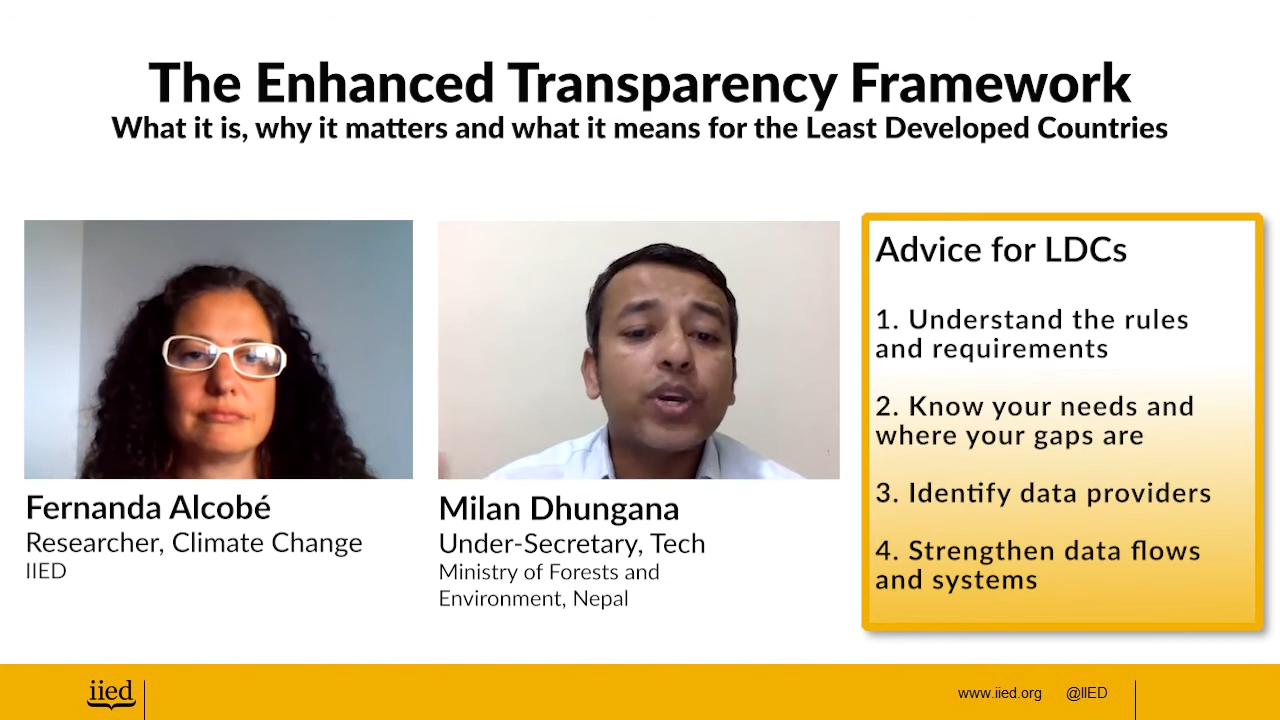 The Enhanced Transparency Framework
What it is, why it matters and what it means for the Least Developed Countries
Fernanda Alcobé
Researcher, Climate Change
IIED
Milan Dhungana
Under-Secretary, Tech
Ministry of Forests and
Environment, Nepal
Advice for LDCs
1. Understand the rules
and requirements
2. Know your needs and
where your gaps are
3. Identify data providers
4. Strengthen data flows
and systems
iied
www.iied.org @IIED